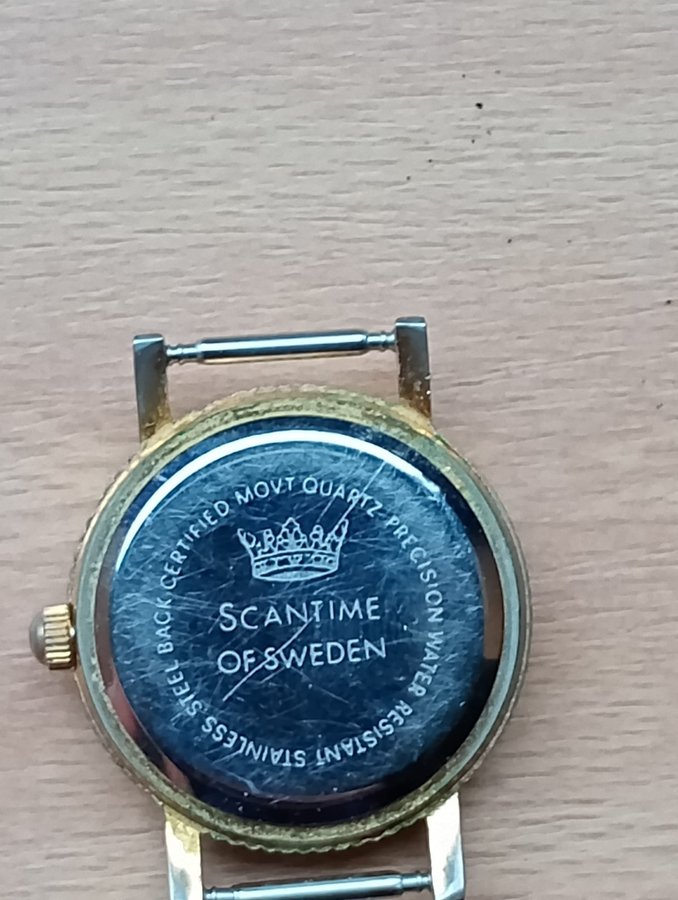 CERTIFIED MOVT QUARTZ PRECISION WATER RESISTANT STAINLESS STEEL BACK
SCANTIME
OF SWEDEN